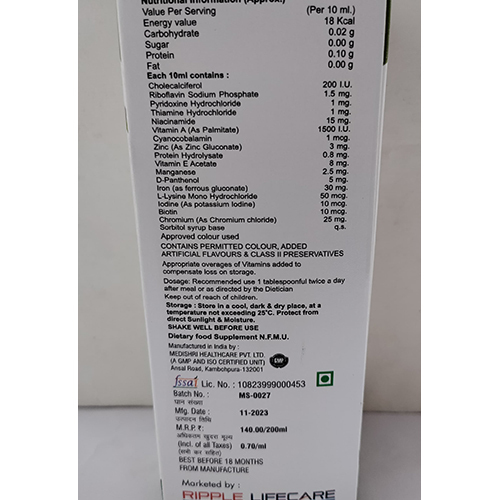 Nutritional Information (Approx.)
Value Per Serving (Per 10 ml.)
Energy value 18 Kcal
Carbohydrate 0.02 g
Sugar 0.00 g
Protein 0.10 g
Fat 0.00 g
Each 10ml contains :
Cholecalciferol 200 I.U.
Riboflavin Sodium Phosphate 1.5 mg.
Pyridoxine Hydrochloride 1 mg.
Thiamine Hydrochloride 1 mg.
Niacinamide 15 mg.
Vitamin A (As Palmitate) 1500 I.U.
Cyanocobalamin 1 mcg.
Zinc (As Zinc Gluconate) 3 mg.
Protein Hydrolysate 0.8 mg.
Vitamin E Acetate 8 mg.
Manganese 2.5 mg.
D-Panthenol 5 mg.
Iron (as ferrous gluconate) 30 mg.
L-Lysine Mono Hydrochloride 50 mcg.
Iodine (As potassium Iodine) 10 mcg.
Biotin 10 mcg.
Chromium (As Chromium chloride) 25 mg.
Sorbitol syrup base q.s.
Approved colour used
CONTAINS PERMITTED COLOUR, ADDED
ARTIFICIAL FLAVOURS & CLASS II PRESERVATIVES
Appropriate overages of Vitamins added to
compensate loss on storage.
Dosage: Recommended use 1 tablespoonful twice a day
after meal or as directed by the Dietician
Keep out of reach of children.
Storage : Store in a cool, dark & dry place, at a
temperature not exceeding 25°C. Protect from
direct Sunlight & Moisture.
SHAKE WELL BEFORE USE
Dietary food Supplement N.F.M.U.
Manufactured in India by :
MEDISHRI HEALTHCARE PVT. LTD.
(A GMP AND ISO CERTIFIED UNIT)
Ansal Road, Kambohpura-132001
GMP
fssai Lic. No. : 10823999000453
Batch No. : MS-0027
पान संख्या
Mfg. Date : 11-2023
उत्पादन तिथि
M.R.P. ₹: 140.00/200ml
अधिकतम खुदरा मूल्य
(incl. of all Taxes) 0.70/ml
(सभी कर सहित)
BEST BEFORE 18 MONTHS
FROM MANUFACTURE
Marketed by :
RIPPLE LIFECARE